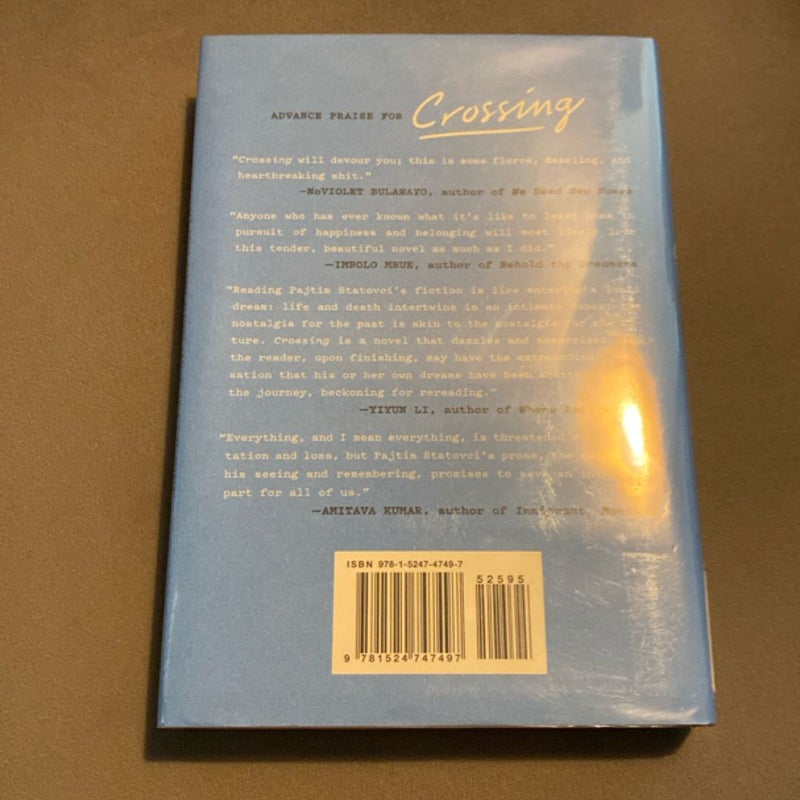 ADVANCE PRAISE FOR Crossing
"Crossing will devour you; this is some fierce, dazzling, and
heartbreaking shit."
—NoVIOLET BULAWAYO, author of We Need New Names
"Anyone who has ever known what it's like to leave home in
pursuit of happiness and belonging will most likely love
this tender, beautiful novel as much as I did."
—IMBOLO MBUE, author of Behold the Dreamers
"Reading Pajtim Statovci's fiction is like entering a lucid
dream: life and death intertwine in an intimate
nostalgia for the past is akin to the nostalgia for the
ture. Crossing is a novel that dazzles and mesmerizes,
the reader, upon finishing, may have the extraordinary
sation that his or her own dreams have been
the journey, beckoning for rereading."
—YIYUN LI, author of Where
"Everything, and I mean everything, is threatened
tation and loss, but Pajtim Statovci's prose, the
his seeing and remembering, promises to save an
part for all of us."
—AMITAVA KUMAR, author of Immigrant,
ISBN 978-1-5247-4749-7
52595
9 781524 747497